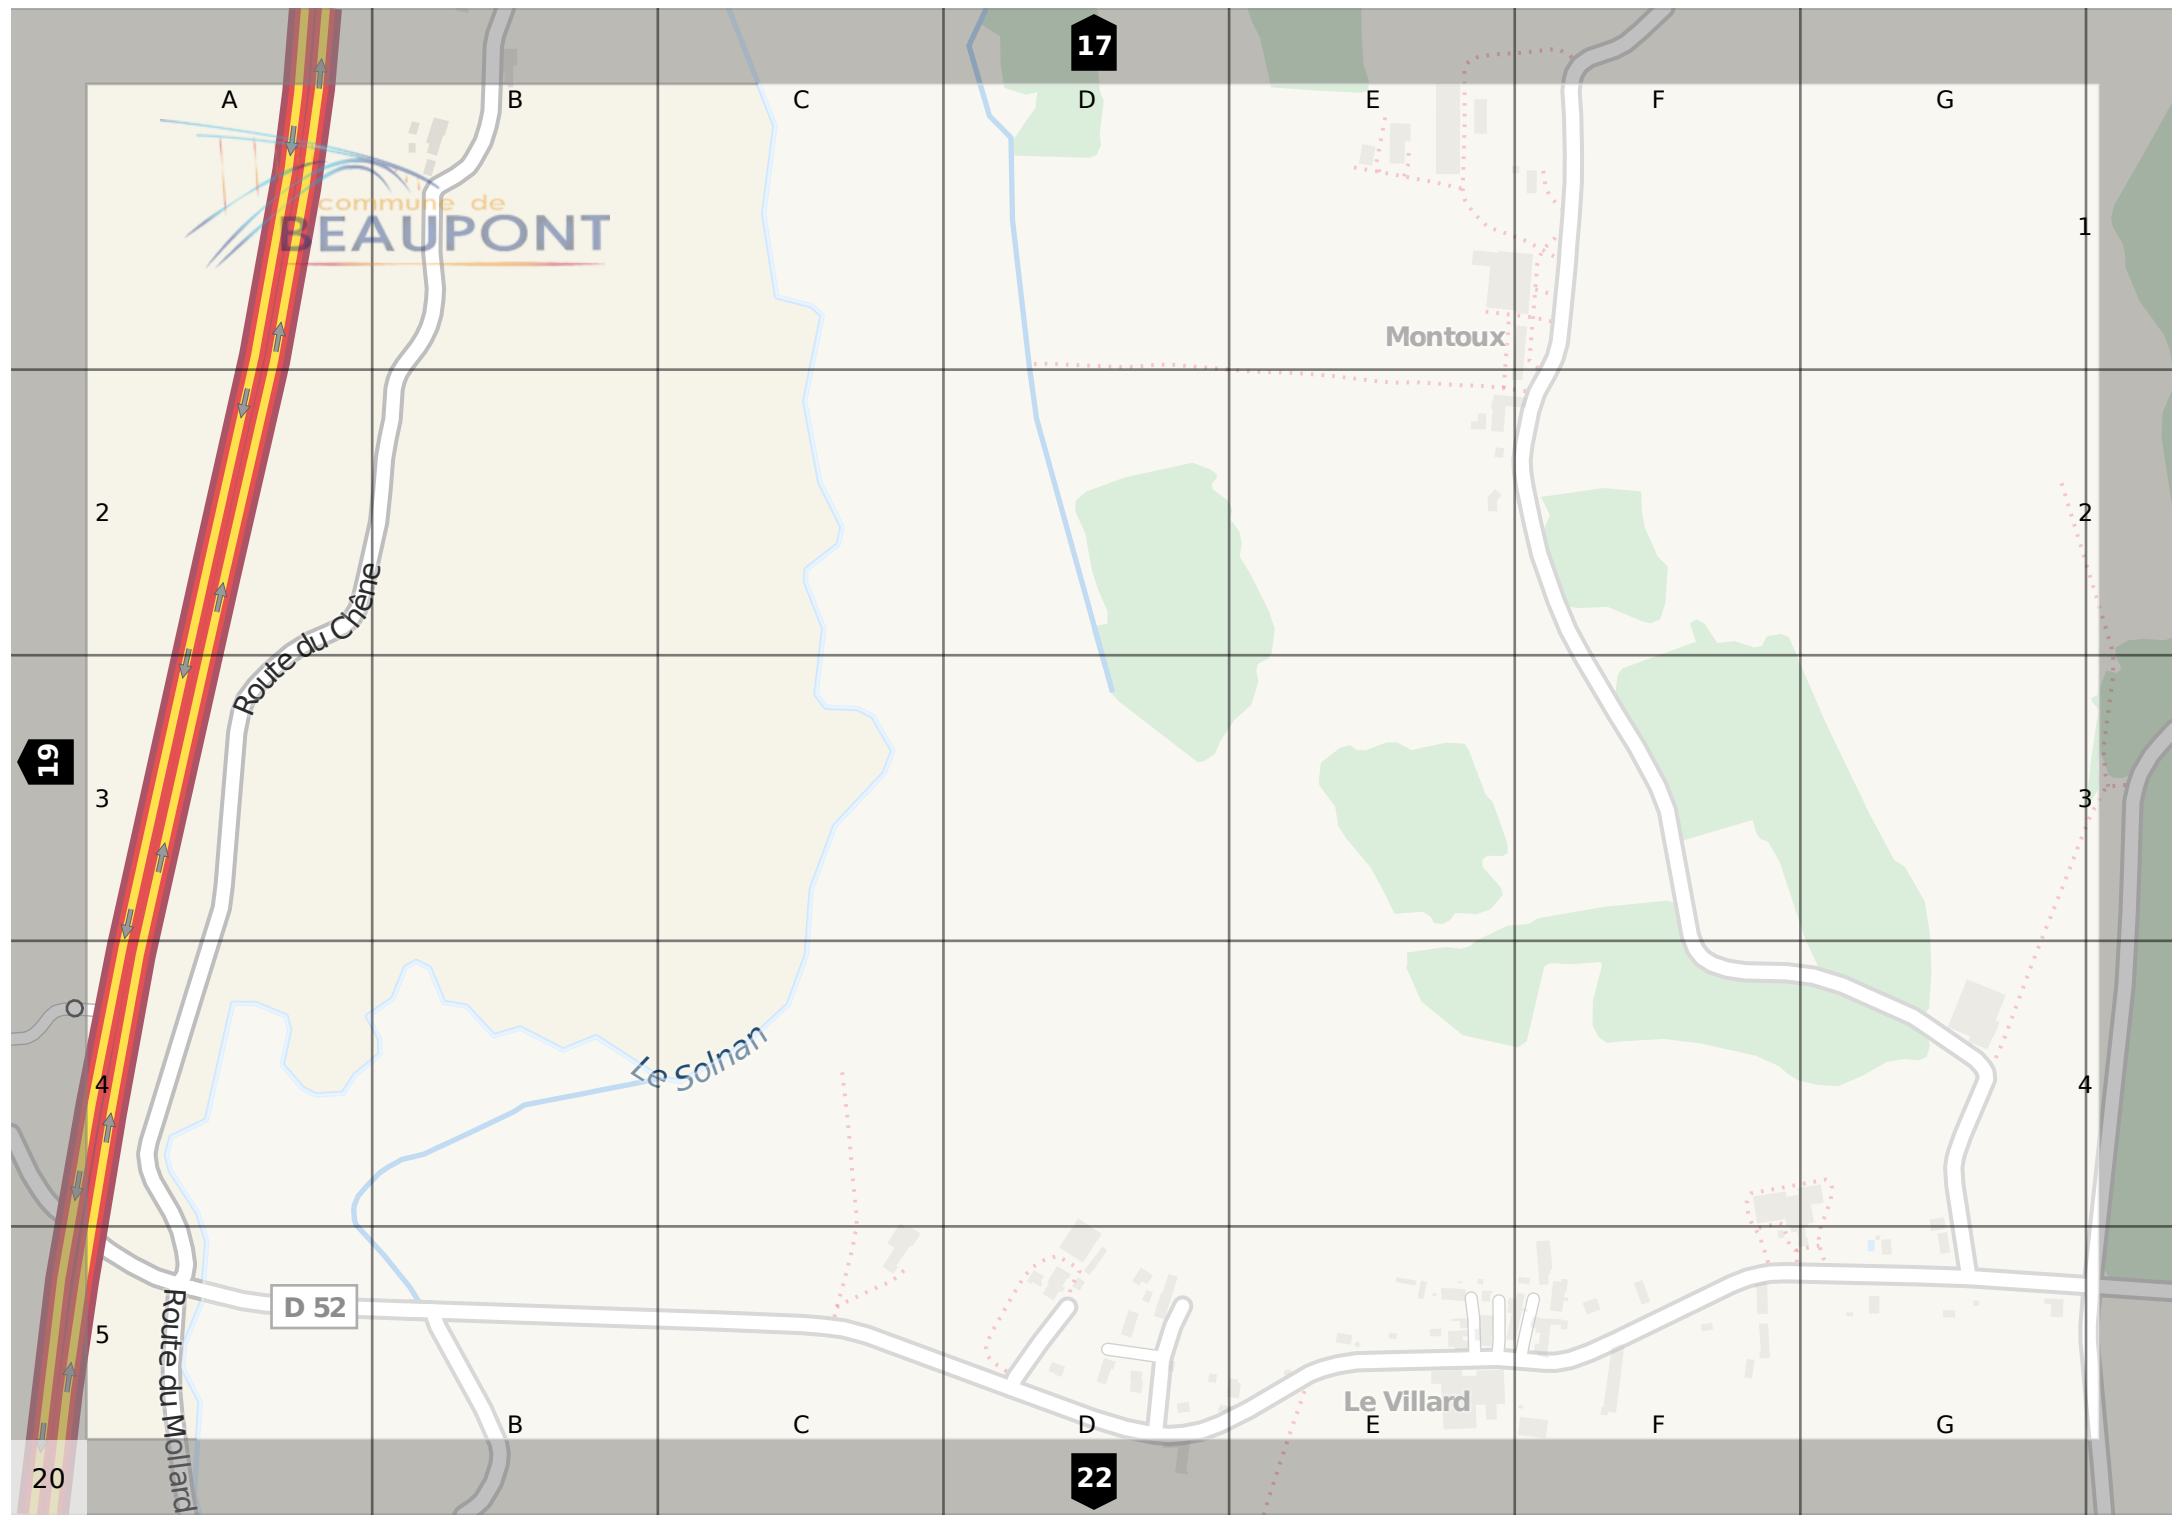 17
A B C D E F G
commune de
BEAUPONT
1
Montoux
2 2
Route du Chêne
19
3 3
Le Solnan
4 4
D 52
Route du Mollard
5
Le Villard
B C D E F G
20
22